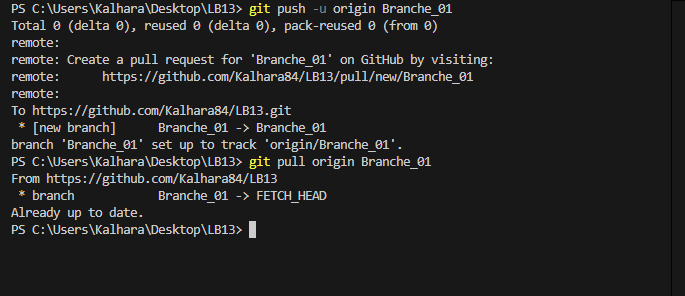 PS C:\Users\Kalhara\Desktop\LB13> git push -u origin Branche_01
Total 0 (delta 0), reused 0 (delta 0), pack-reused 0 (from 0)
remote:
remote: Create a pull request for 'Branche_01' on GitHub by visiting:
remote:      https://github.com/Kalhara84/LB13/pull/new/Branche_01
remote:
To https://github.com/Kalhara84/LB13.git
 * [new branch]      Branche_01 -> Branche_01
branch 'Branche_01' set up to track 'origin/Branche_01'.
PS C:\Users\Kalhara\Desktop\LB13> git pull origin Branche_01
From https://github.com/Kalhara84/LB13
 * branch            Branche_01 -> FETCH_HEAD
Already up to date.
PS C:\Users\Kalhara\Desktop\LB13>